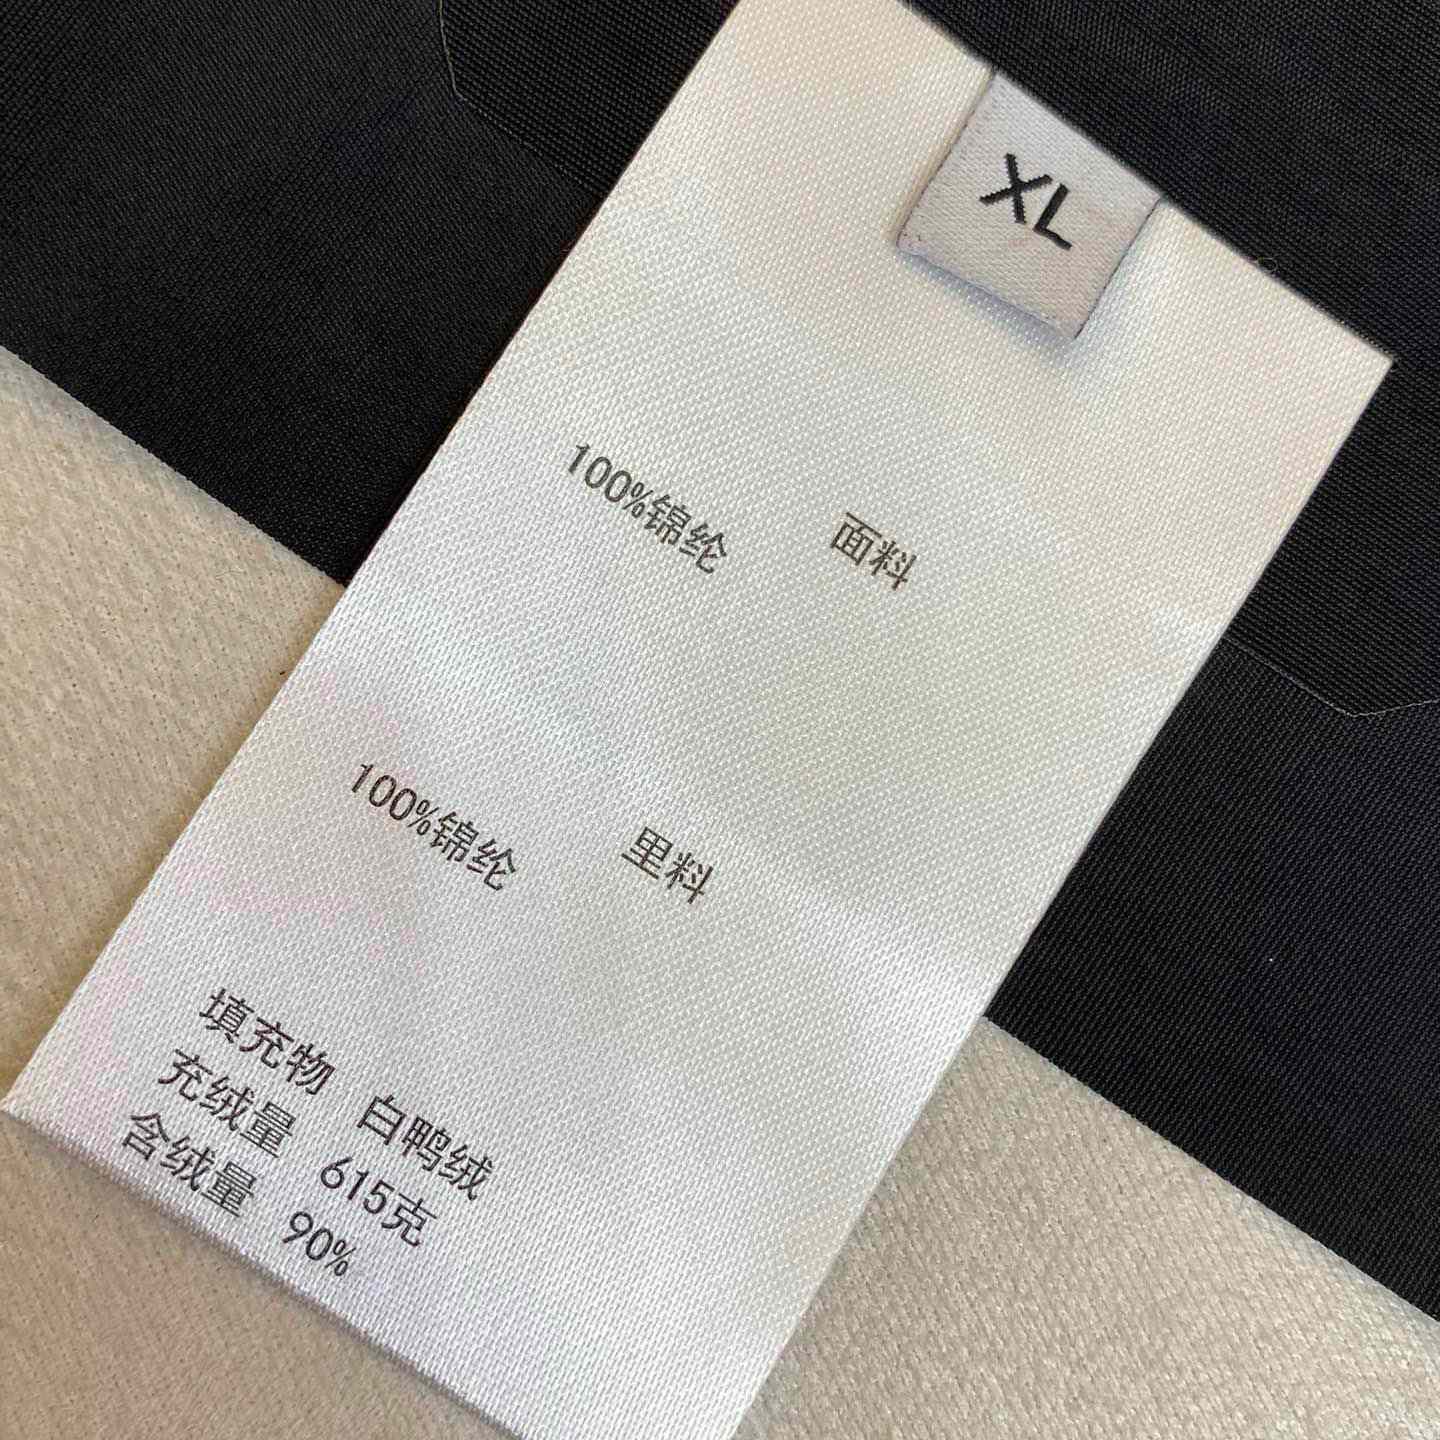 XL
100%锦纶 面料
100%锦纶 里料
填充物 白鸭绒
充绒量 615克
含绒量 90%